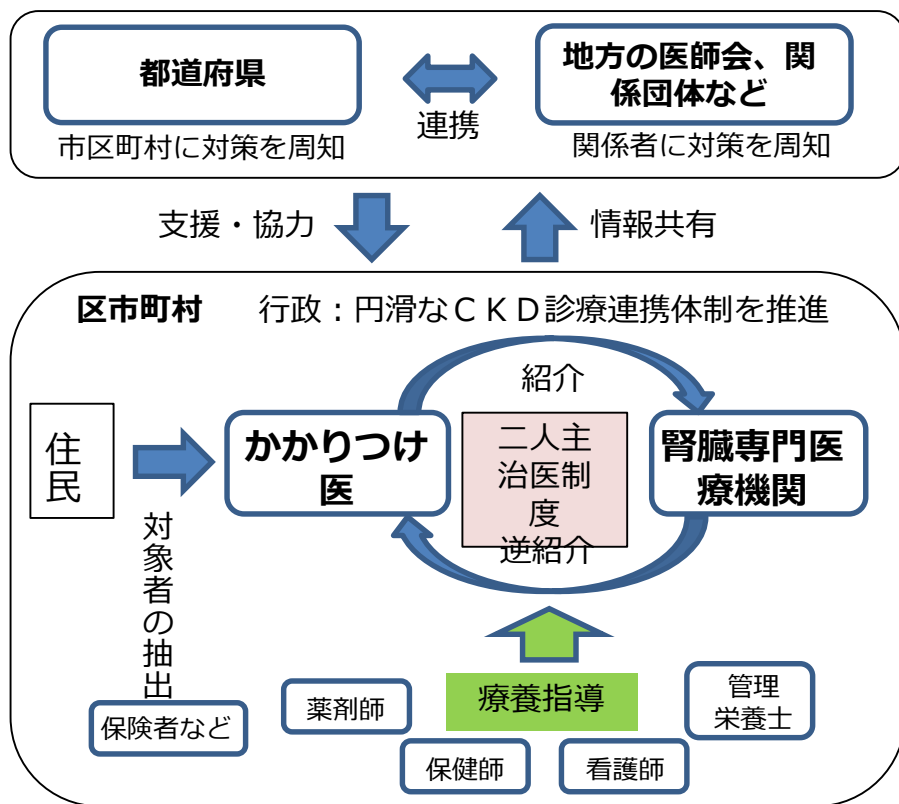 都道府県
地方の医師会、関
係団体など
連携
市区町村に対策を周知
関係者に対策を周知
支援・協力
情報共有
区市町村
行政：円滑なＣＫＤ診療連携体制を推進
紹介
住
民
かかりつけ
医
二人主
治医制
度
逆紹介
腎臓専門医
療機関
対象者の抽出
保険者など
薬剤師
療養指導
管理
栄養士
保健師
看護師